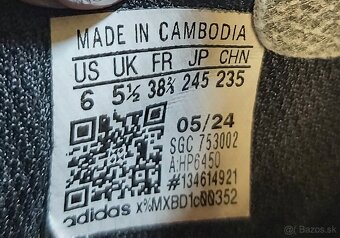 MADE IN CAMBODIA
US UK FR JP CHN
6 5½ 38⅔ 245 235
05/24
SGC 753002
A:HP6450
#134614921
adidas x%MXBD1c00352
Bazos.sk